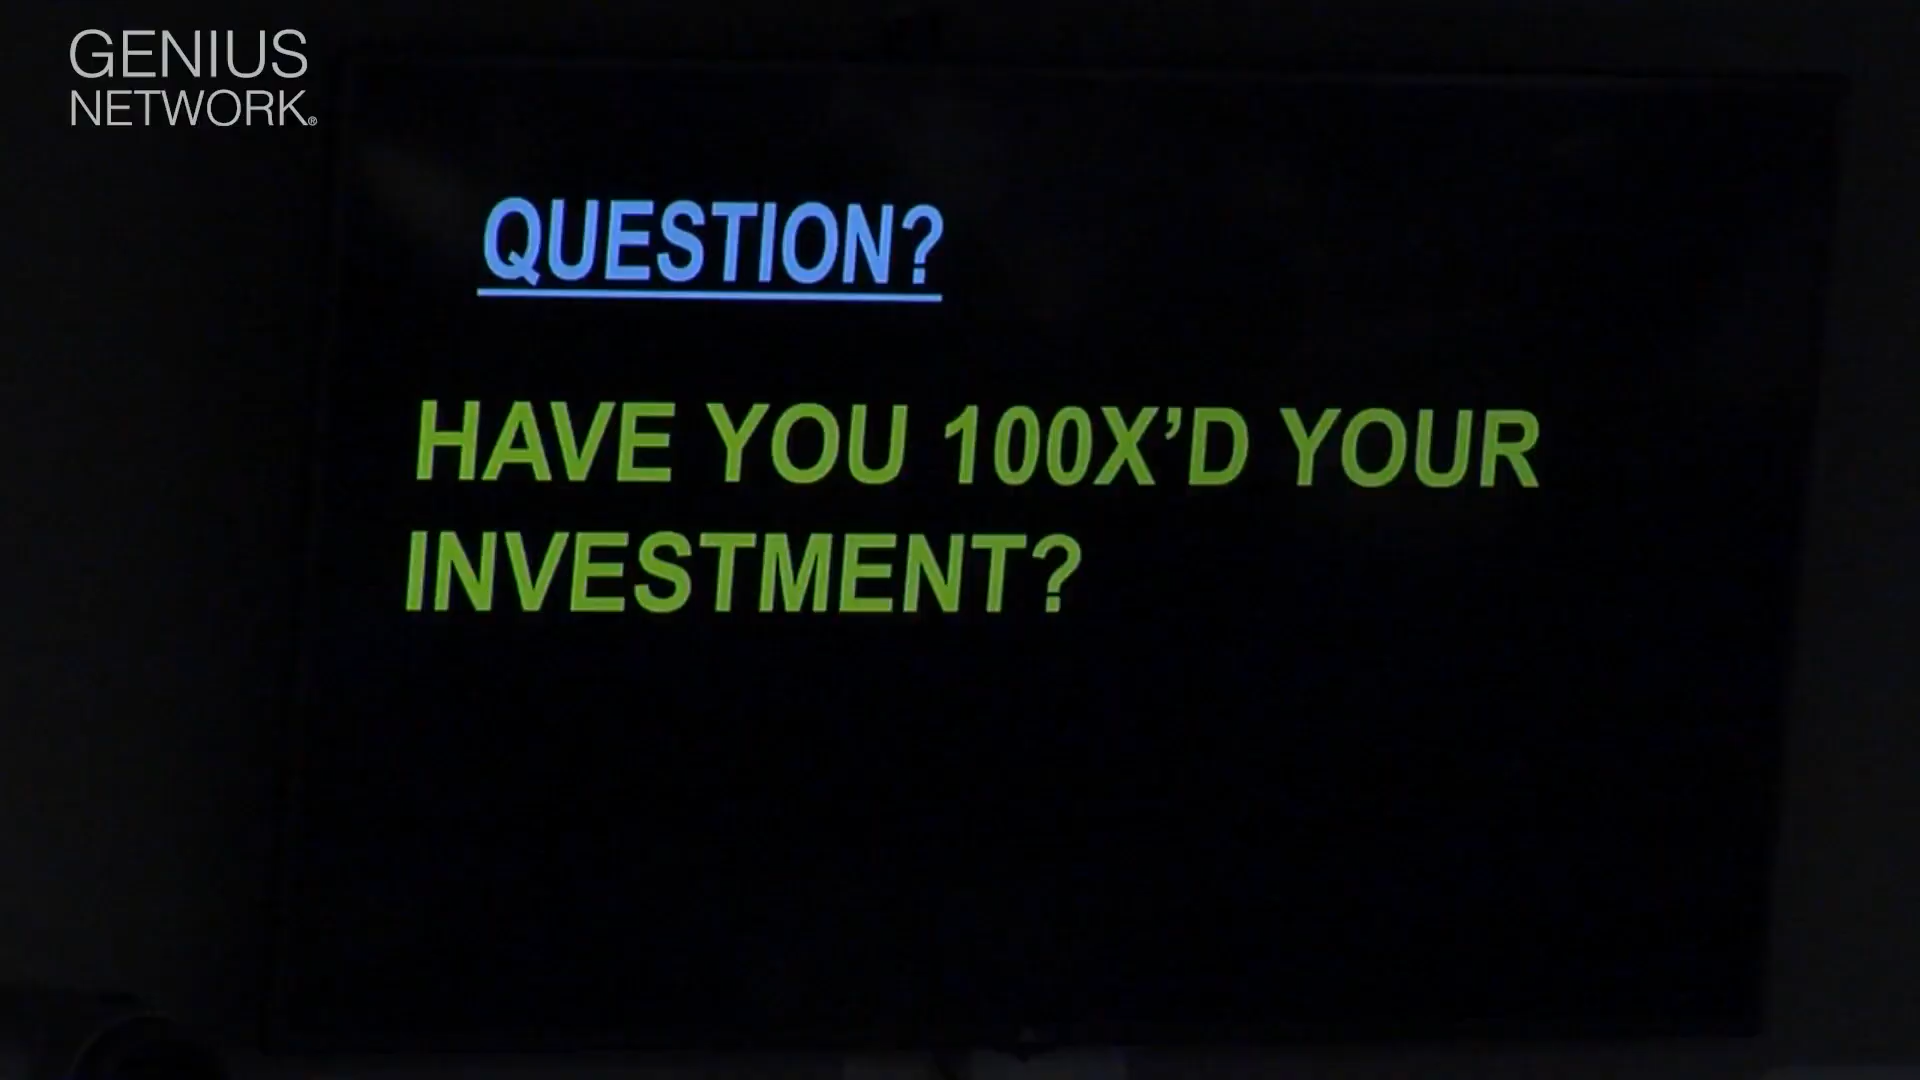 GENIUS
NETWORK®
QUESTION?
HAVE YOU 100X'D YOUR
INVESTMENT?